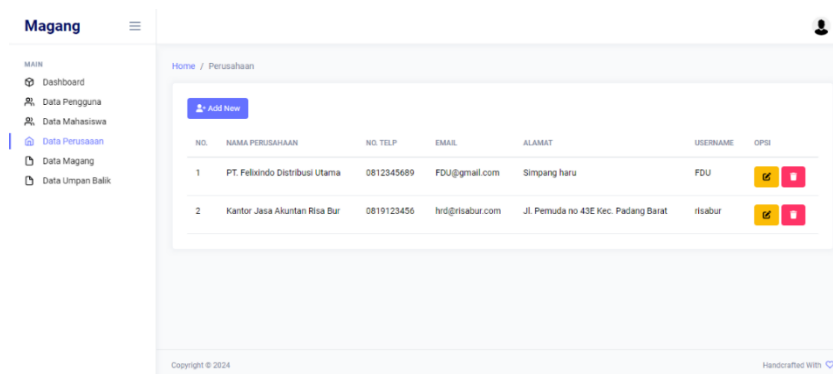 Magang
MAIN
Dashboard
Data Pengguna
Data Mahasiswa
Data Perusaaan
Data Magang
Data Umpan Balik
Home / Perusahaan
Add New
NO. NAMA PERUSAHAAN NO. TELP EMAIL ALAMAT USERNAME OPSI
1 PT. Felixindo Distribusi Utama 0812345689 FDU@gmail.com Simpang haru FDU
2 Kantor Jasa Akuntan Risa Bur 0819123456 hrd@risabur.com Jl. Pemuda no 43E Kec. Padang Barat risabur
Copyright © 2024 Handcrafted With